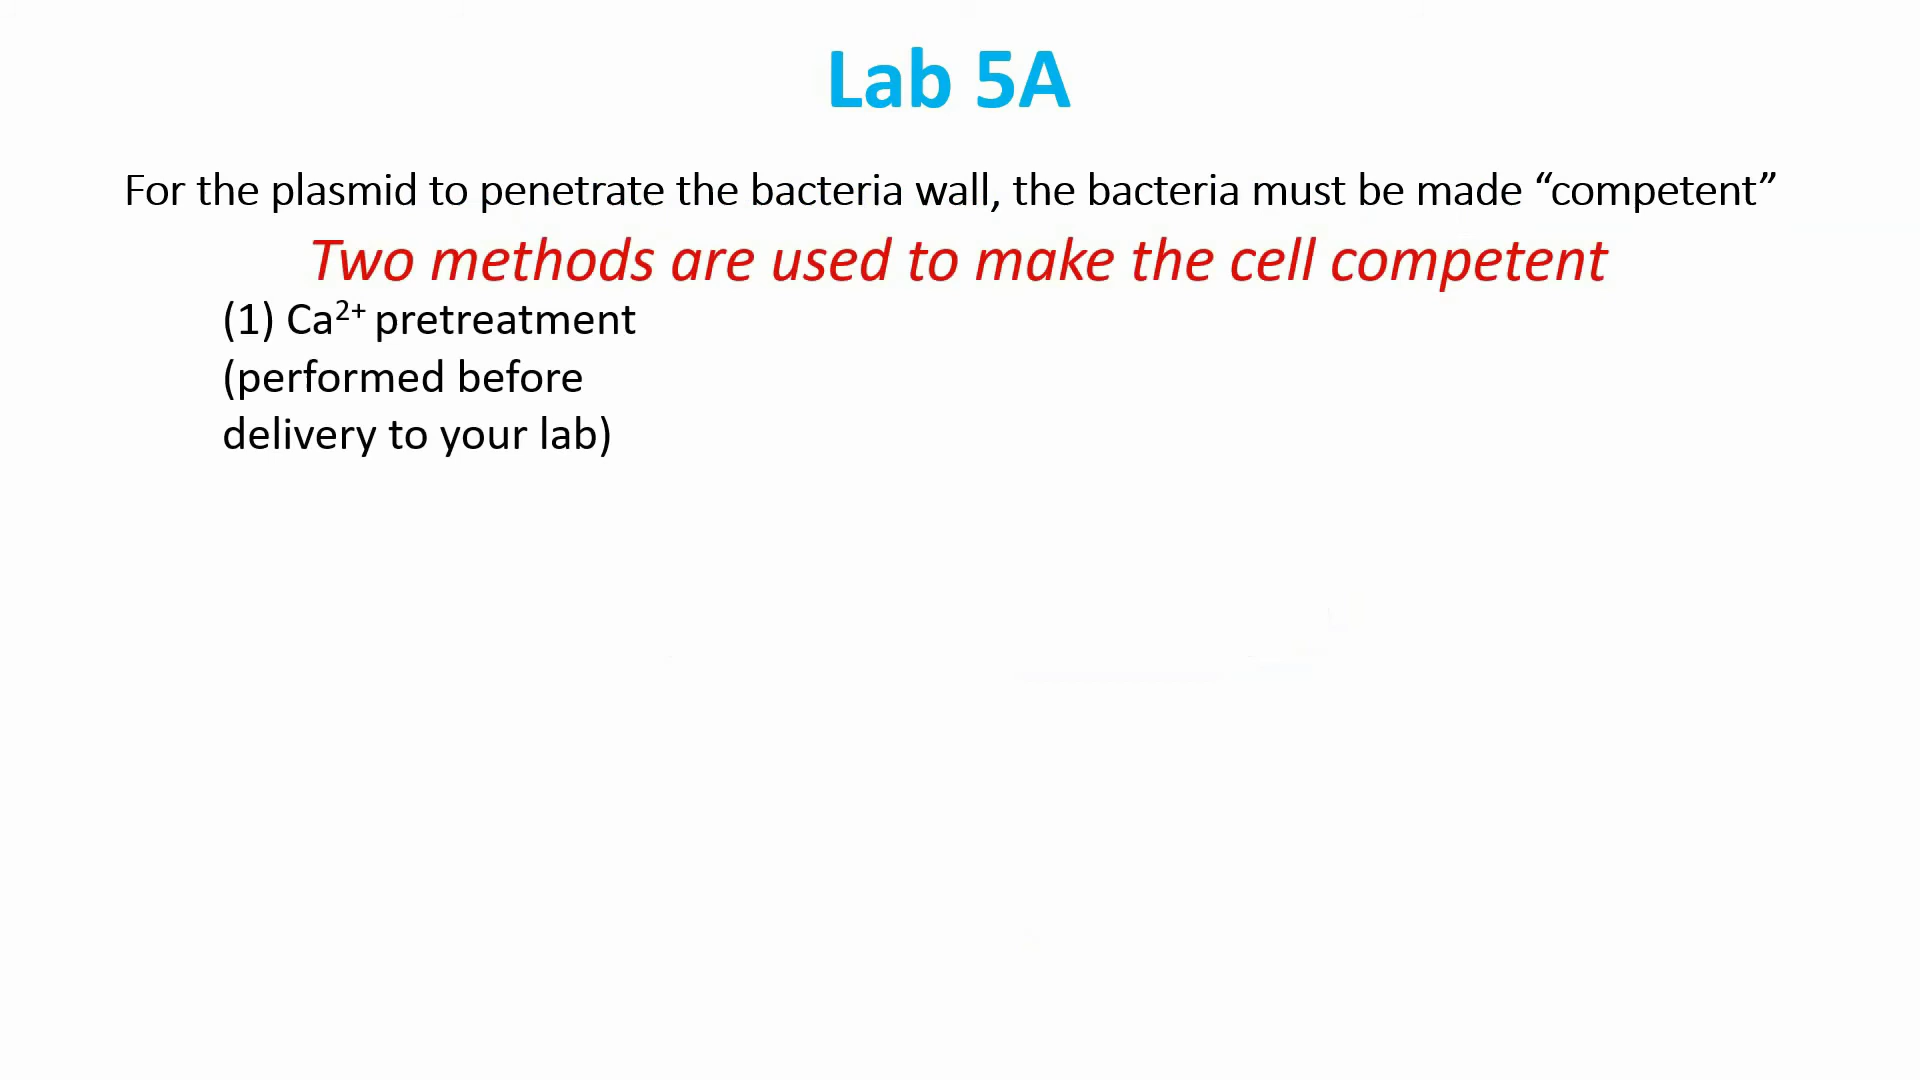 Lab 5A
For the plasmid to penetrate the bacteria wall, the bacteria must be made “competent”
Two methods are used to make the cell competent
(1) Ca²⁺ pretreatment
(performed before
delivery to your lab)